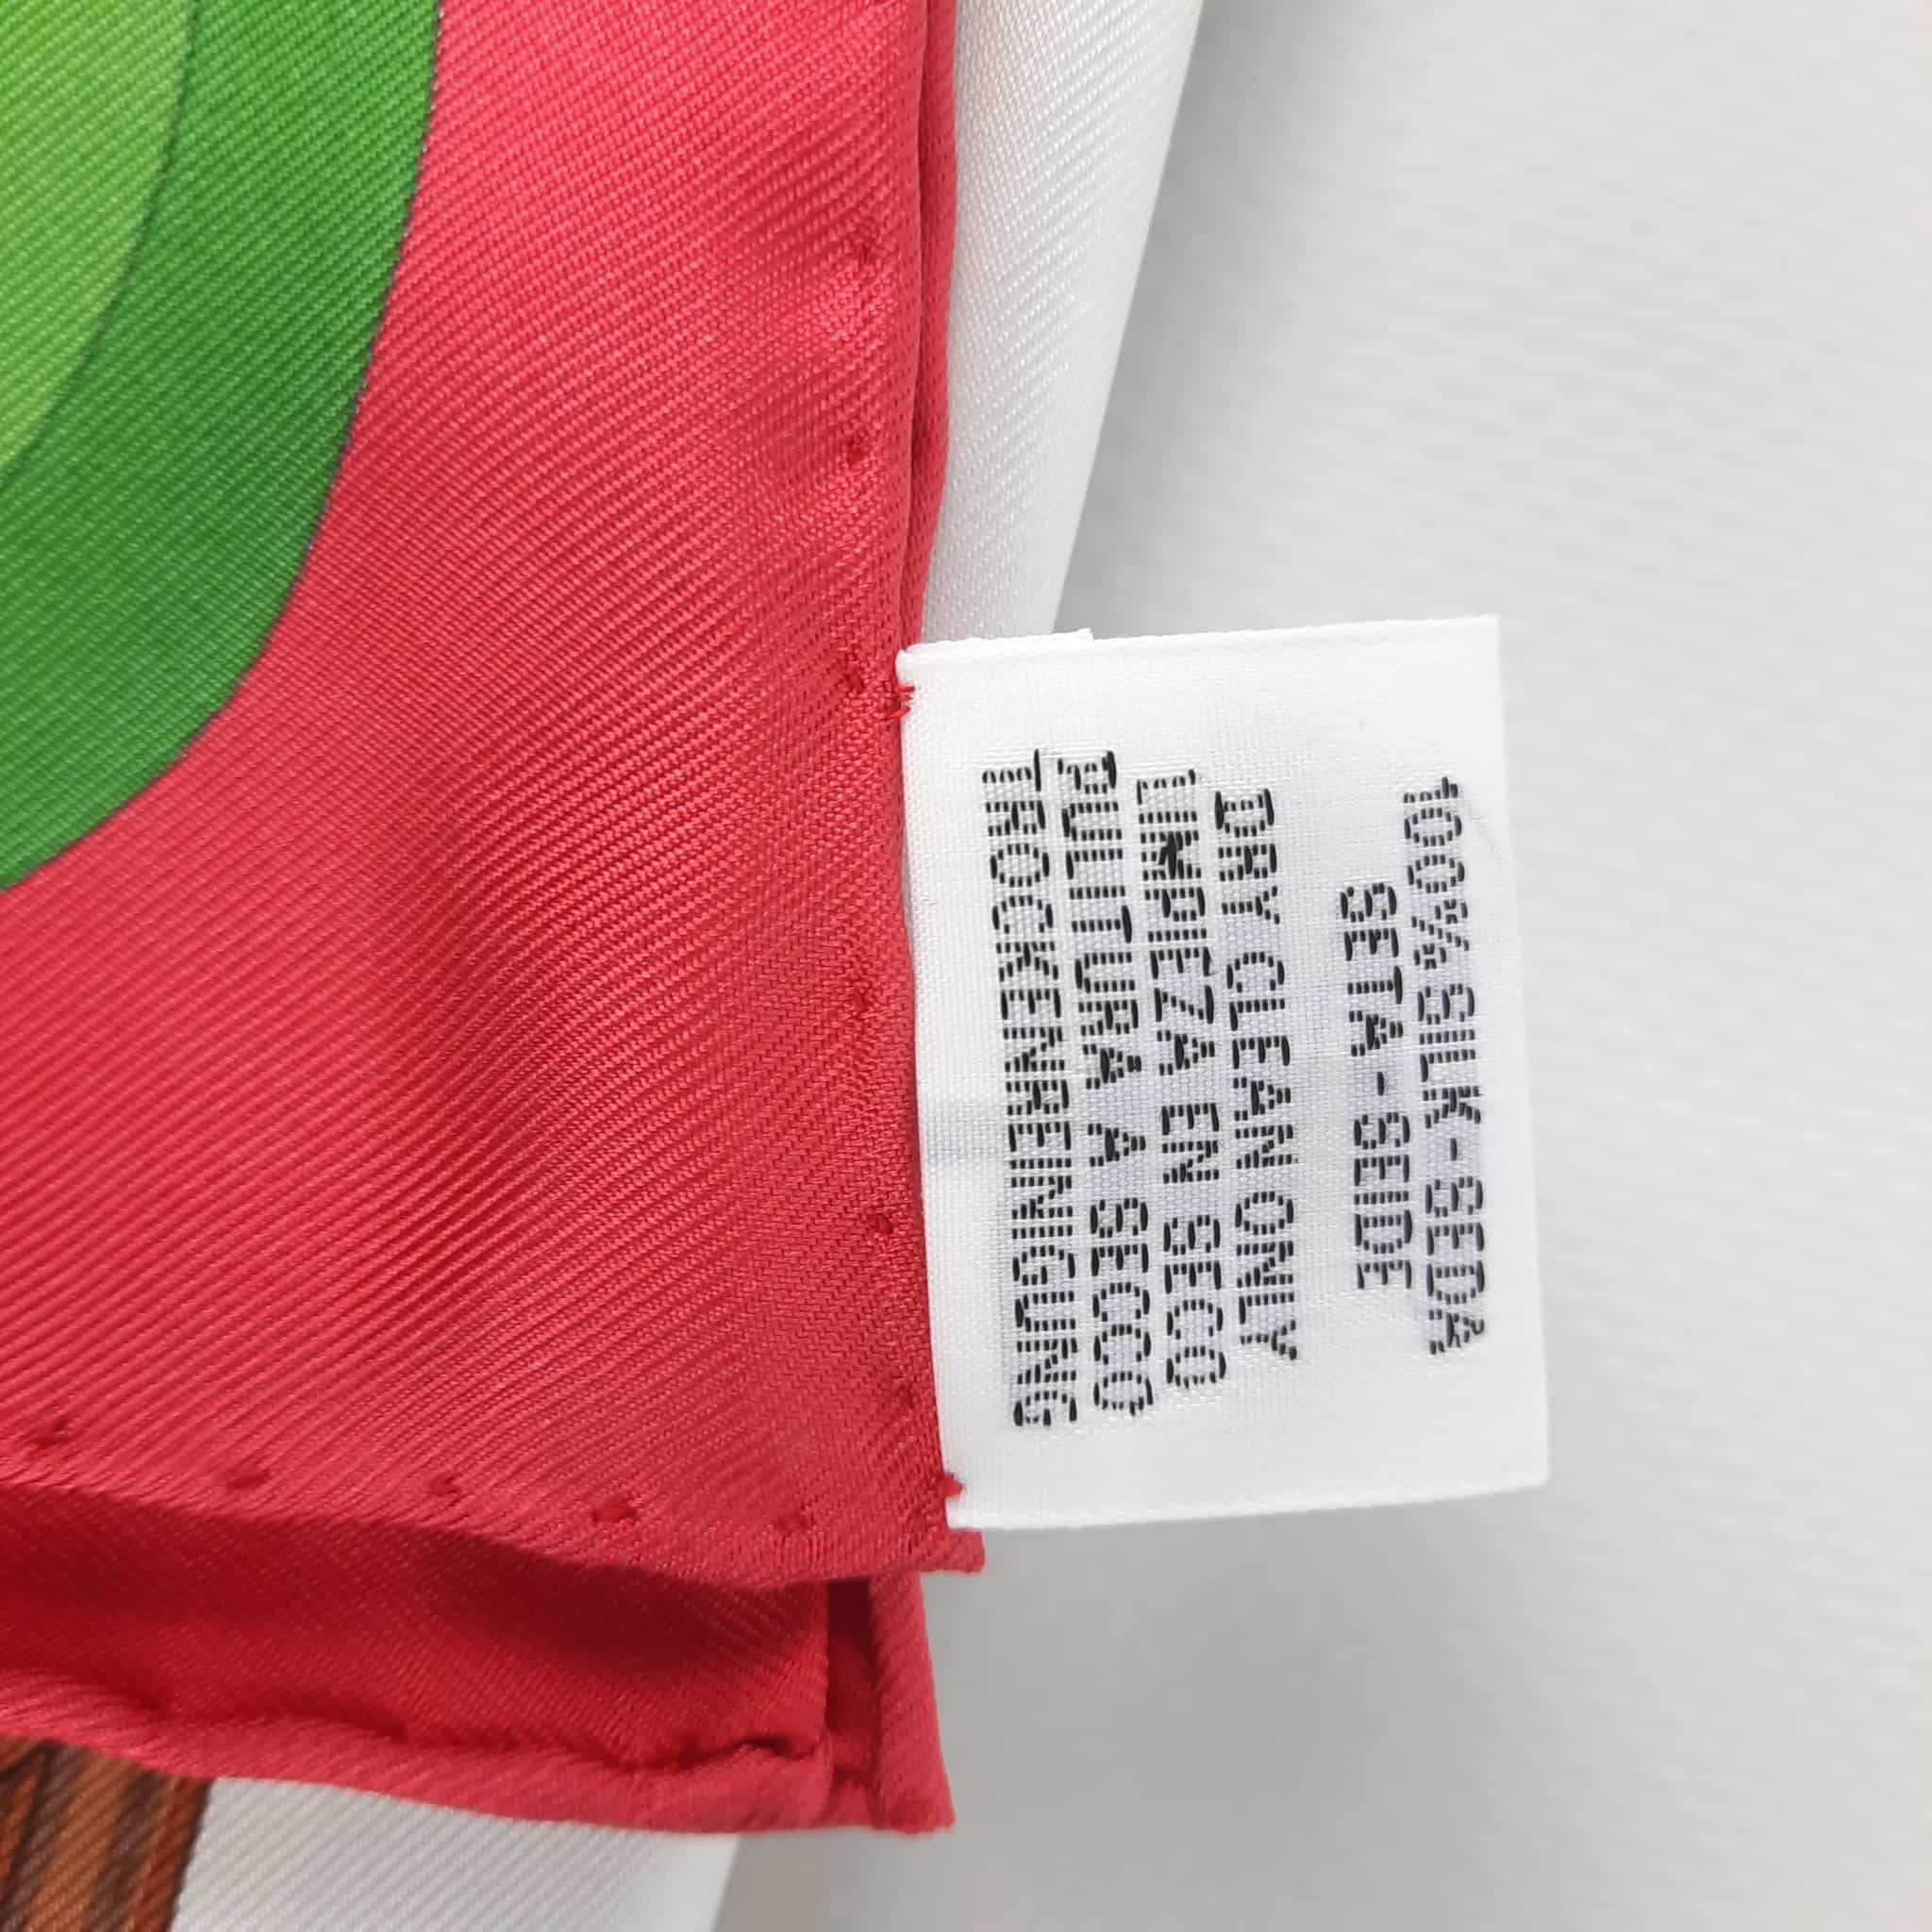 100% SILK-SEDA
SETA-SEIDE
DRY CLEAN ONLY
LIMPIEZA EN SECO
PULITURA A SECCO
TROCKENREINIGUNG